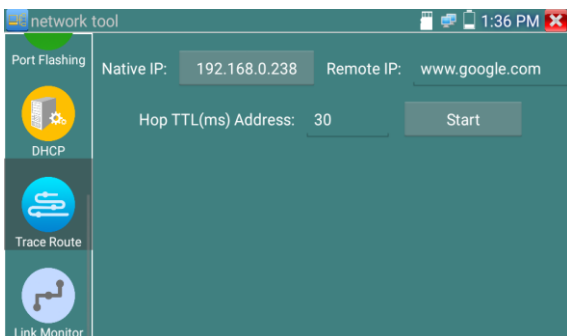 network tool
1:36 PM
Port Flashing
Native IP: 192.168.0.238 Remote IP: www.google.com
Hop TTL(ms) Address: 30 Start
DHCP
Trace Route
Link Monitor